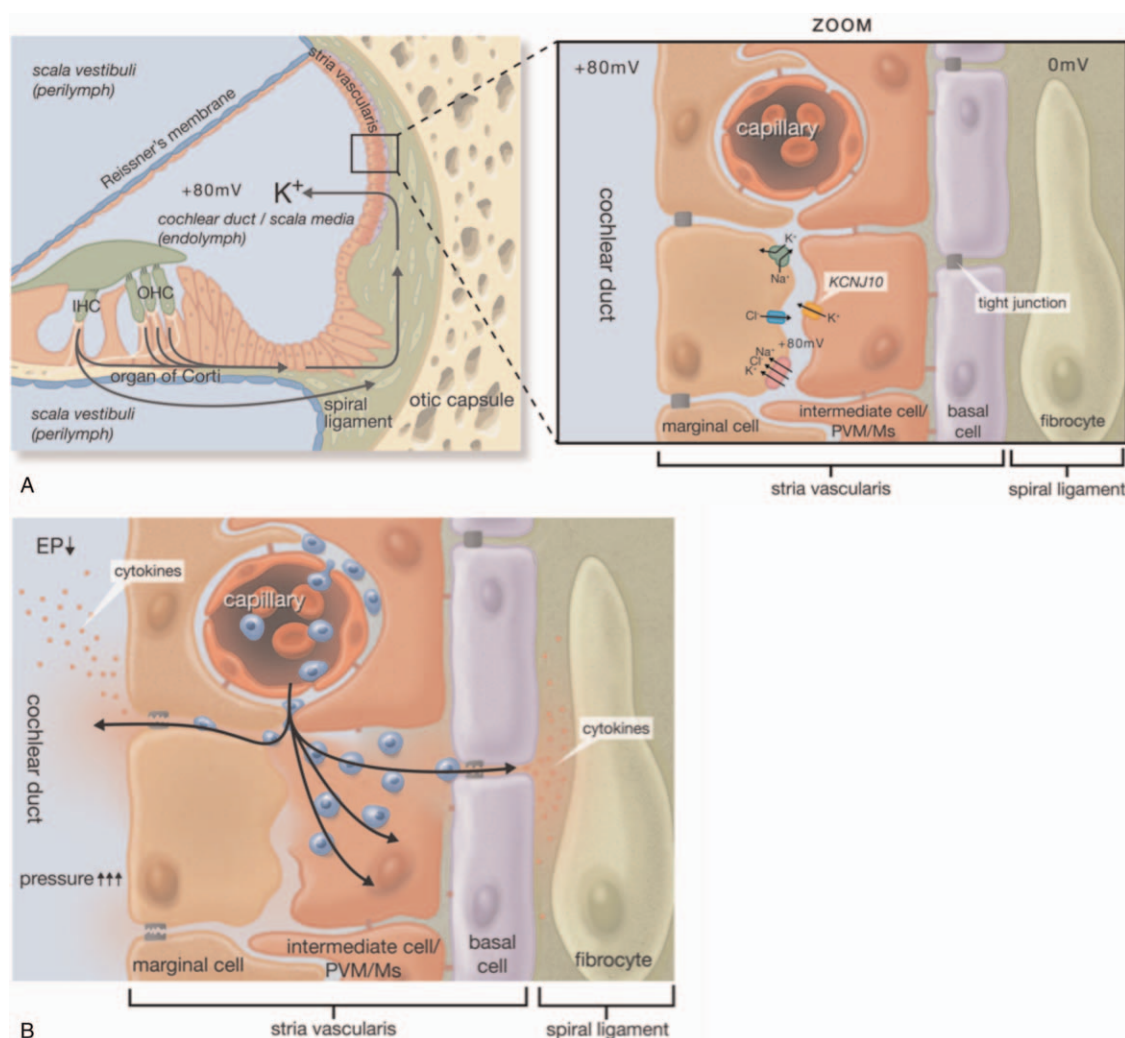 ZOOM
scala vestibuli
(perilymph)
Reissner's membrane
stria vascularis
+80mV
K+
cochlear duct / scala media
(endolymph)
IHC
OHC
organ of Corti
spiral
ligament
otic capsule
scala vestibuli
(perilymph)
A
+80mV
0mV
capillary
cochlear duct
K+
Na+
KCNJ10
Cl-
K+
+80mV
Na+
Cl-
K+
tight junction
marginal cell
intermediate cell/
PVM/Ms
basal
cell
fibrocyte
stria vascularis
spiral ligament
EP↓
cytokines
capillary
cochlear duct
cytokines
pressure↑↑↑
marginal cell
intermediate cell/
PVM/Ms
basal
cell
fibrocyte
B
stria vascularis
spiral ligament